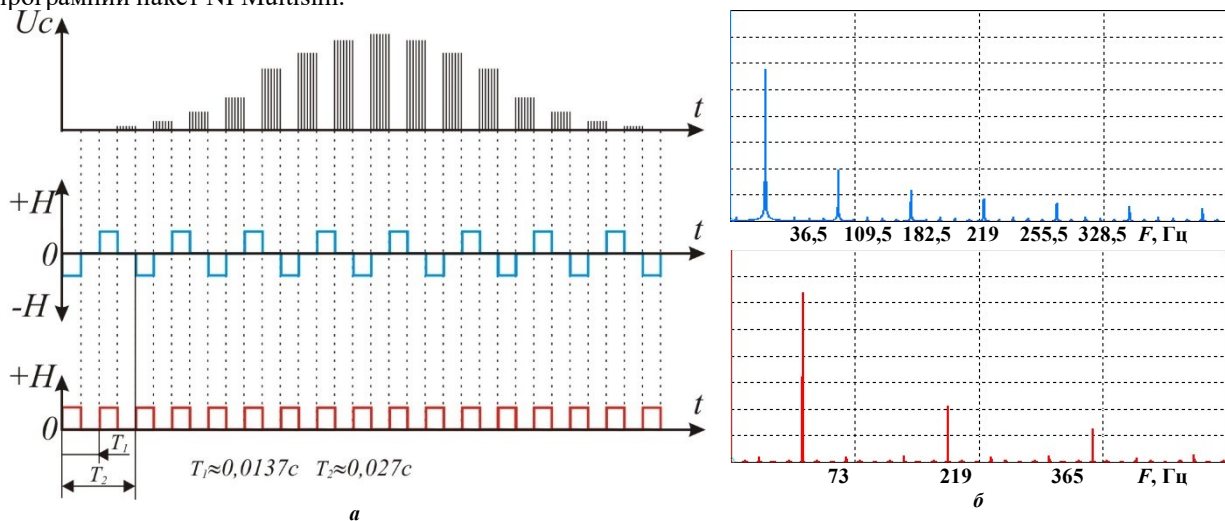 програмний пакет NI Multisim.
Uc
t
+H
0
-H
t
+H
0
t
T₁
T₂
T₁≈0,0137c T₂≈0,027c
а
36,5 109,5 182,5 219 255,5 328,5 F, Гц
73 219 365 F, Гц
б